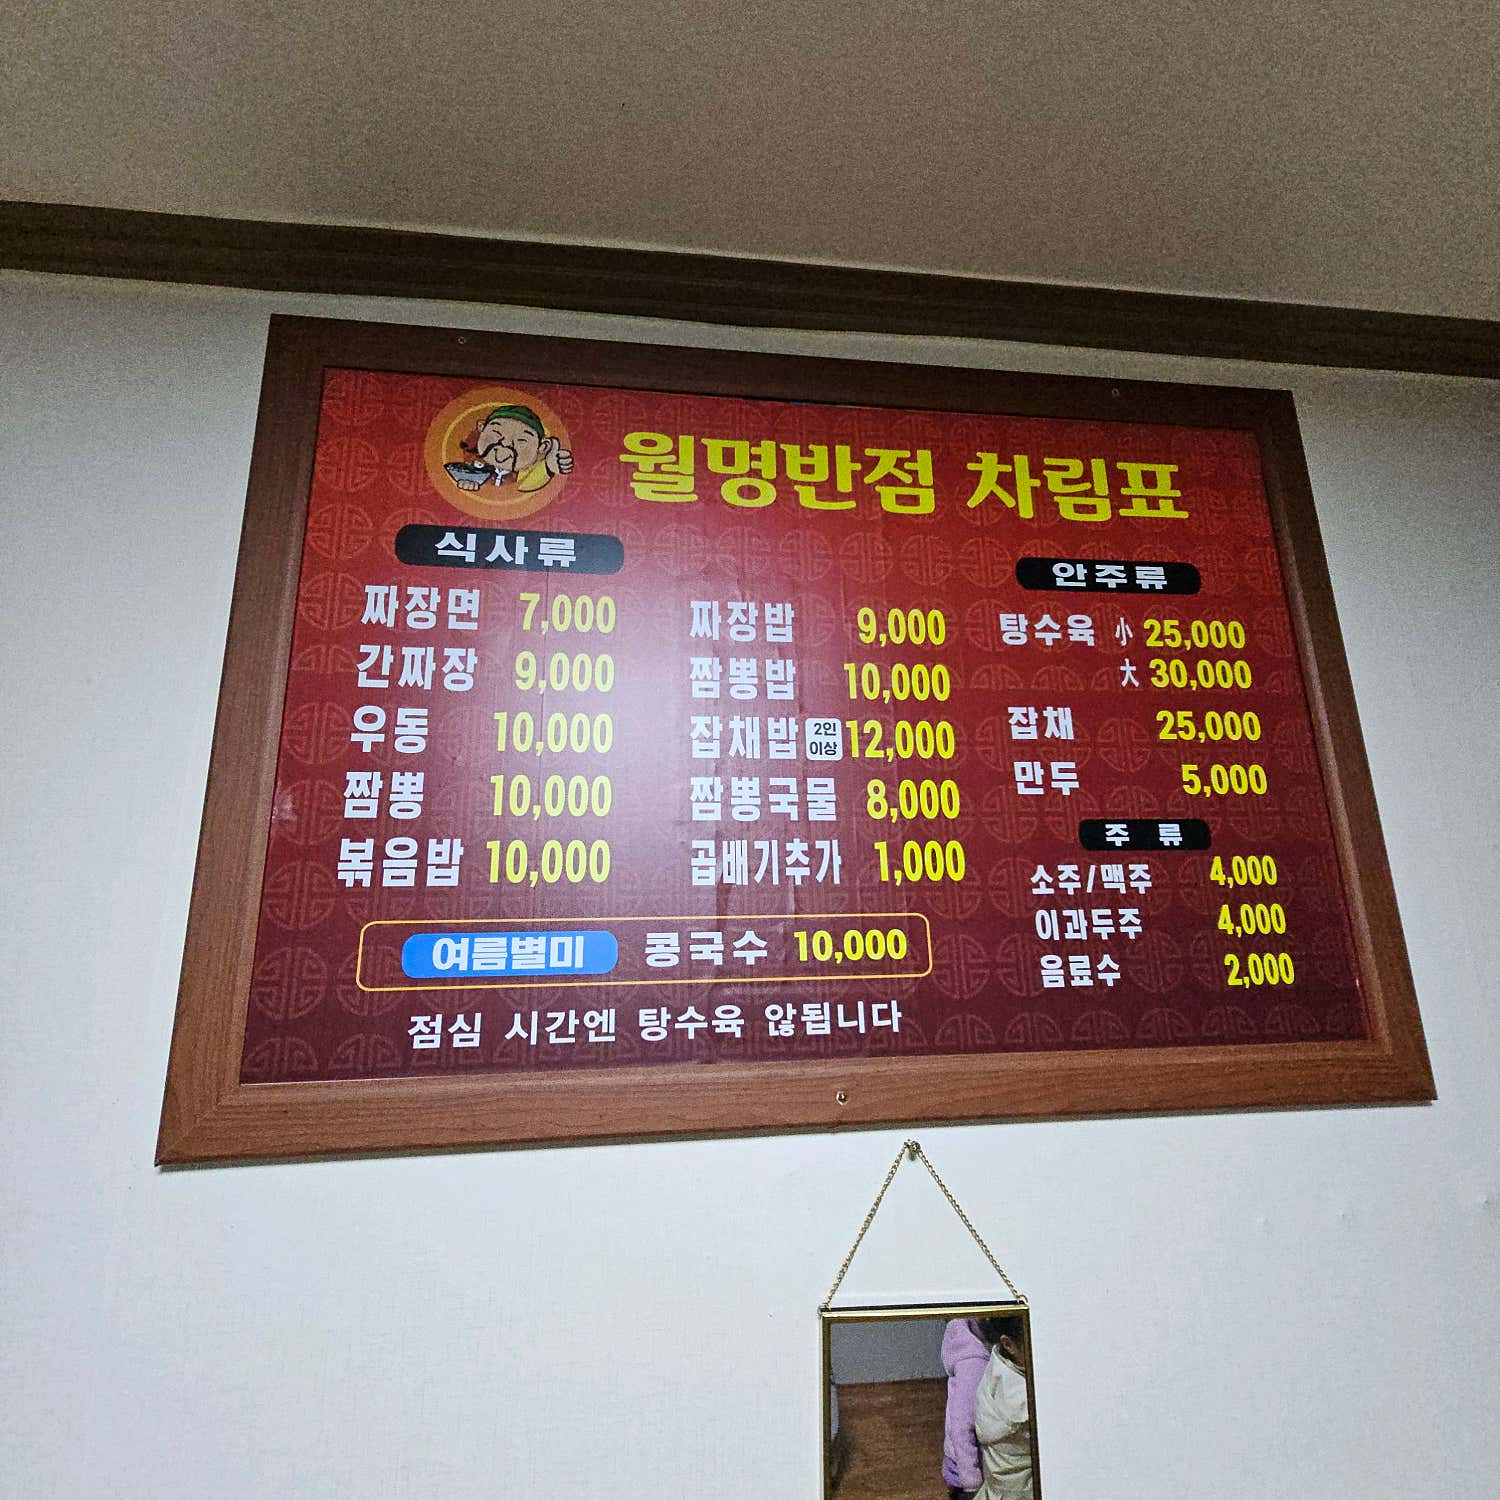 월명반점 차림표
식사류
짜장면 7,000
간짜장 9,000
우동 10,000
짬뽕 10,000
볶음밥 10,000
짜장밥 9,000
짬뽕밥 10,000
잡채밥 2인 이상 12,000
짬뽕국물 8,000
곱배기추가 1,000
여름별미 콩국수 10,000
점심 시간엔 탕수육 않됩니다
안주류
탕수육 小 25,000
大 30,000
잡채 25,000
만두 5,000
주 류
소주/맥주 4,000
이과두주 4,000
음료수 2,000